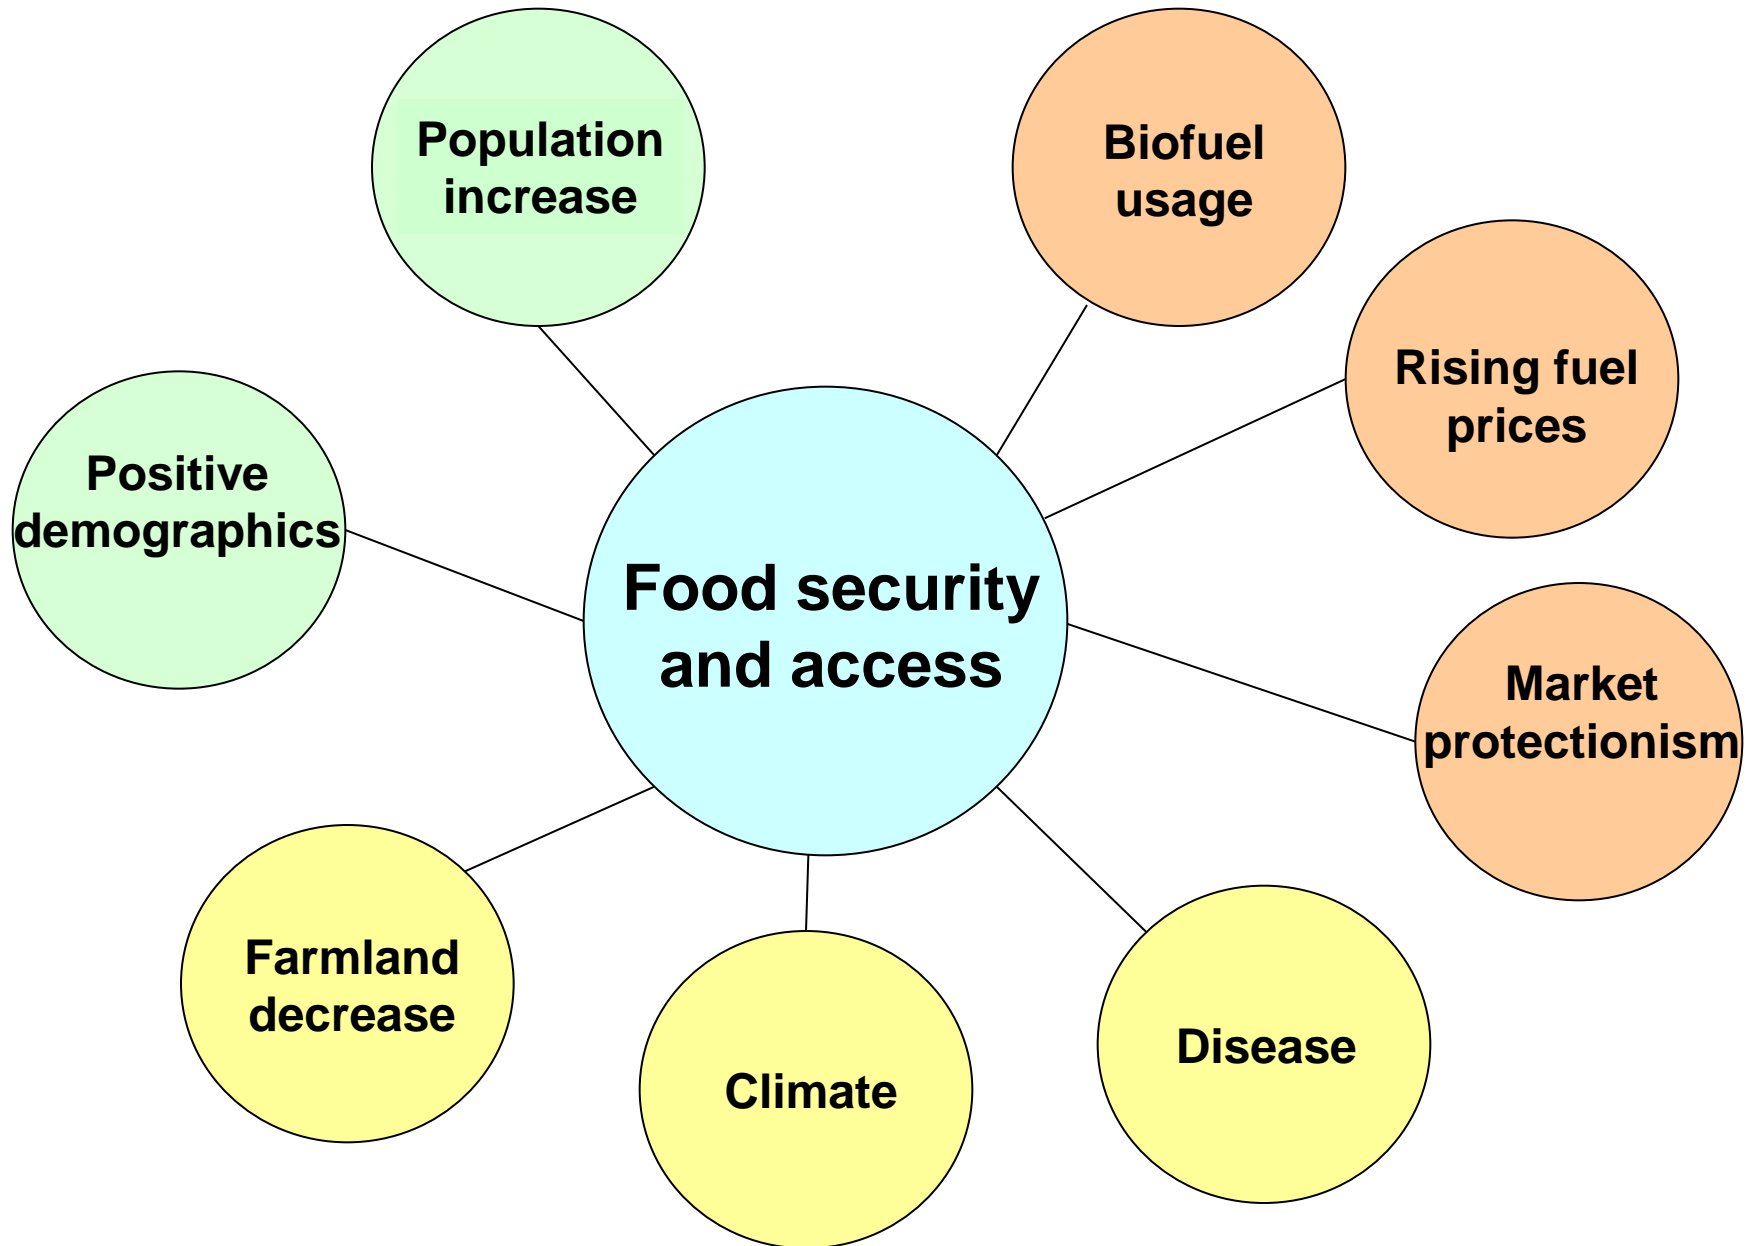 Population
increase
Biofuel
usage
Rising fuel
prices
Positive
demographics
Food security
and access
Market
protectionism
Farmland
decrease
Climate
Disease